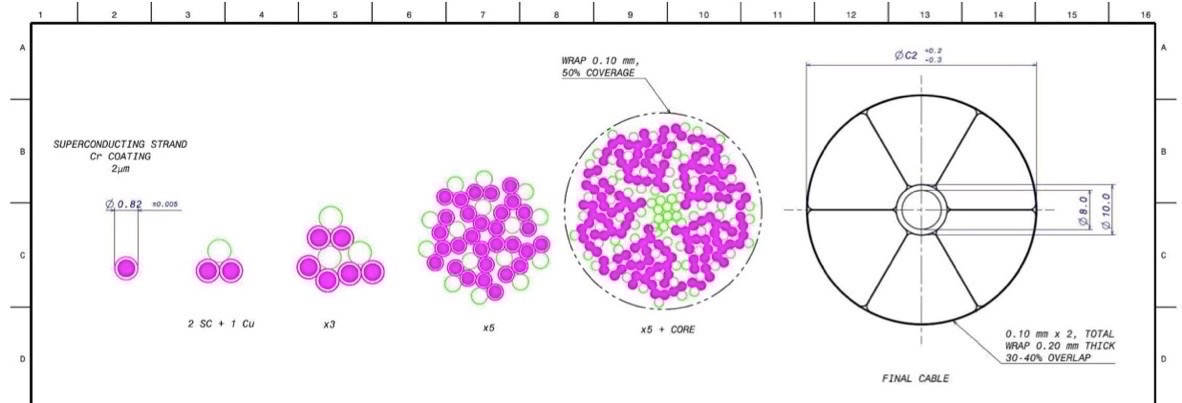 1 2 3 4 5 6 7 8 9 10 11 12 13 14 15 16
A A
WRAP 0.10 mm,
50% COVERAGE
ØC2 +0.2
-0.3
B B
SUPERCONDUCTING STRAND
Cr COATING
2µm
Ø0.82 ±0.005
Ø8.0
Ø10.0
C C
2 SC + 1 Cu
x3
x5
x5 + CORE
0.10 mm x 2, TOTAL
WRAP 0.20 mm THICK
30-40% OVERLAP
D D
FINAL CABLE